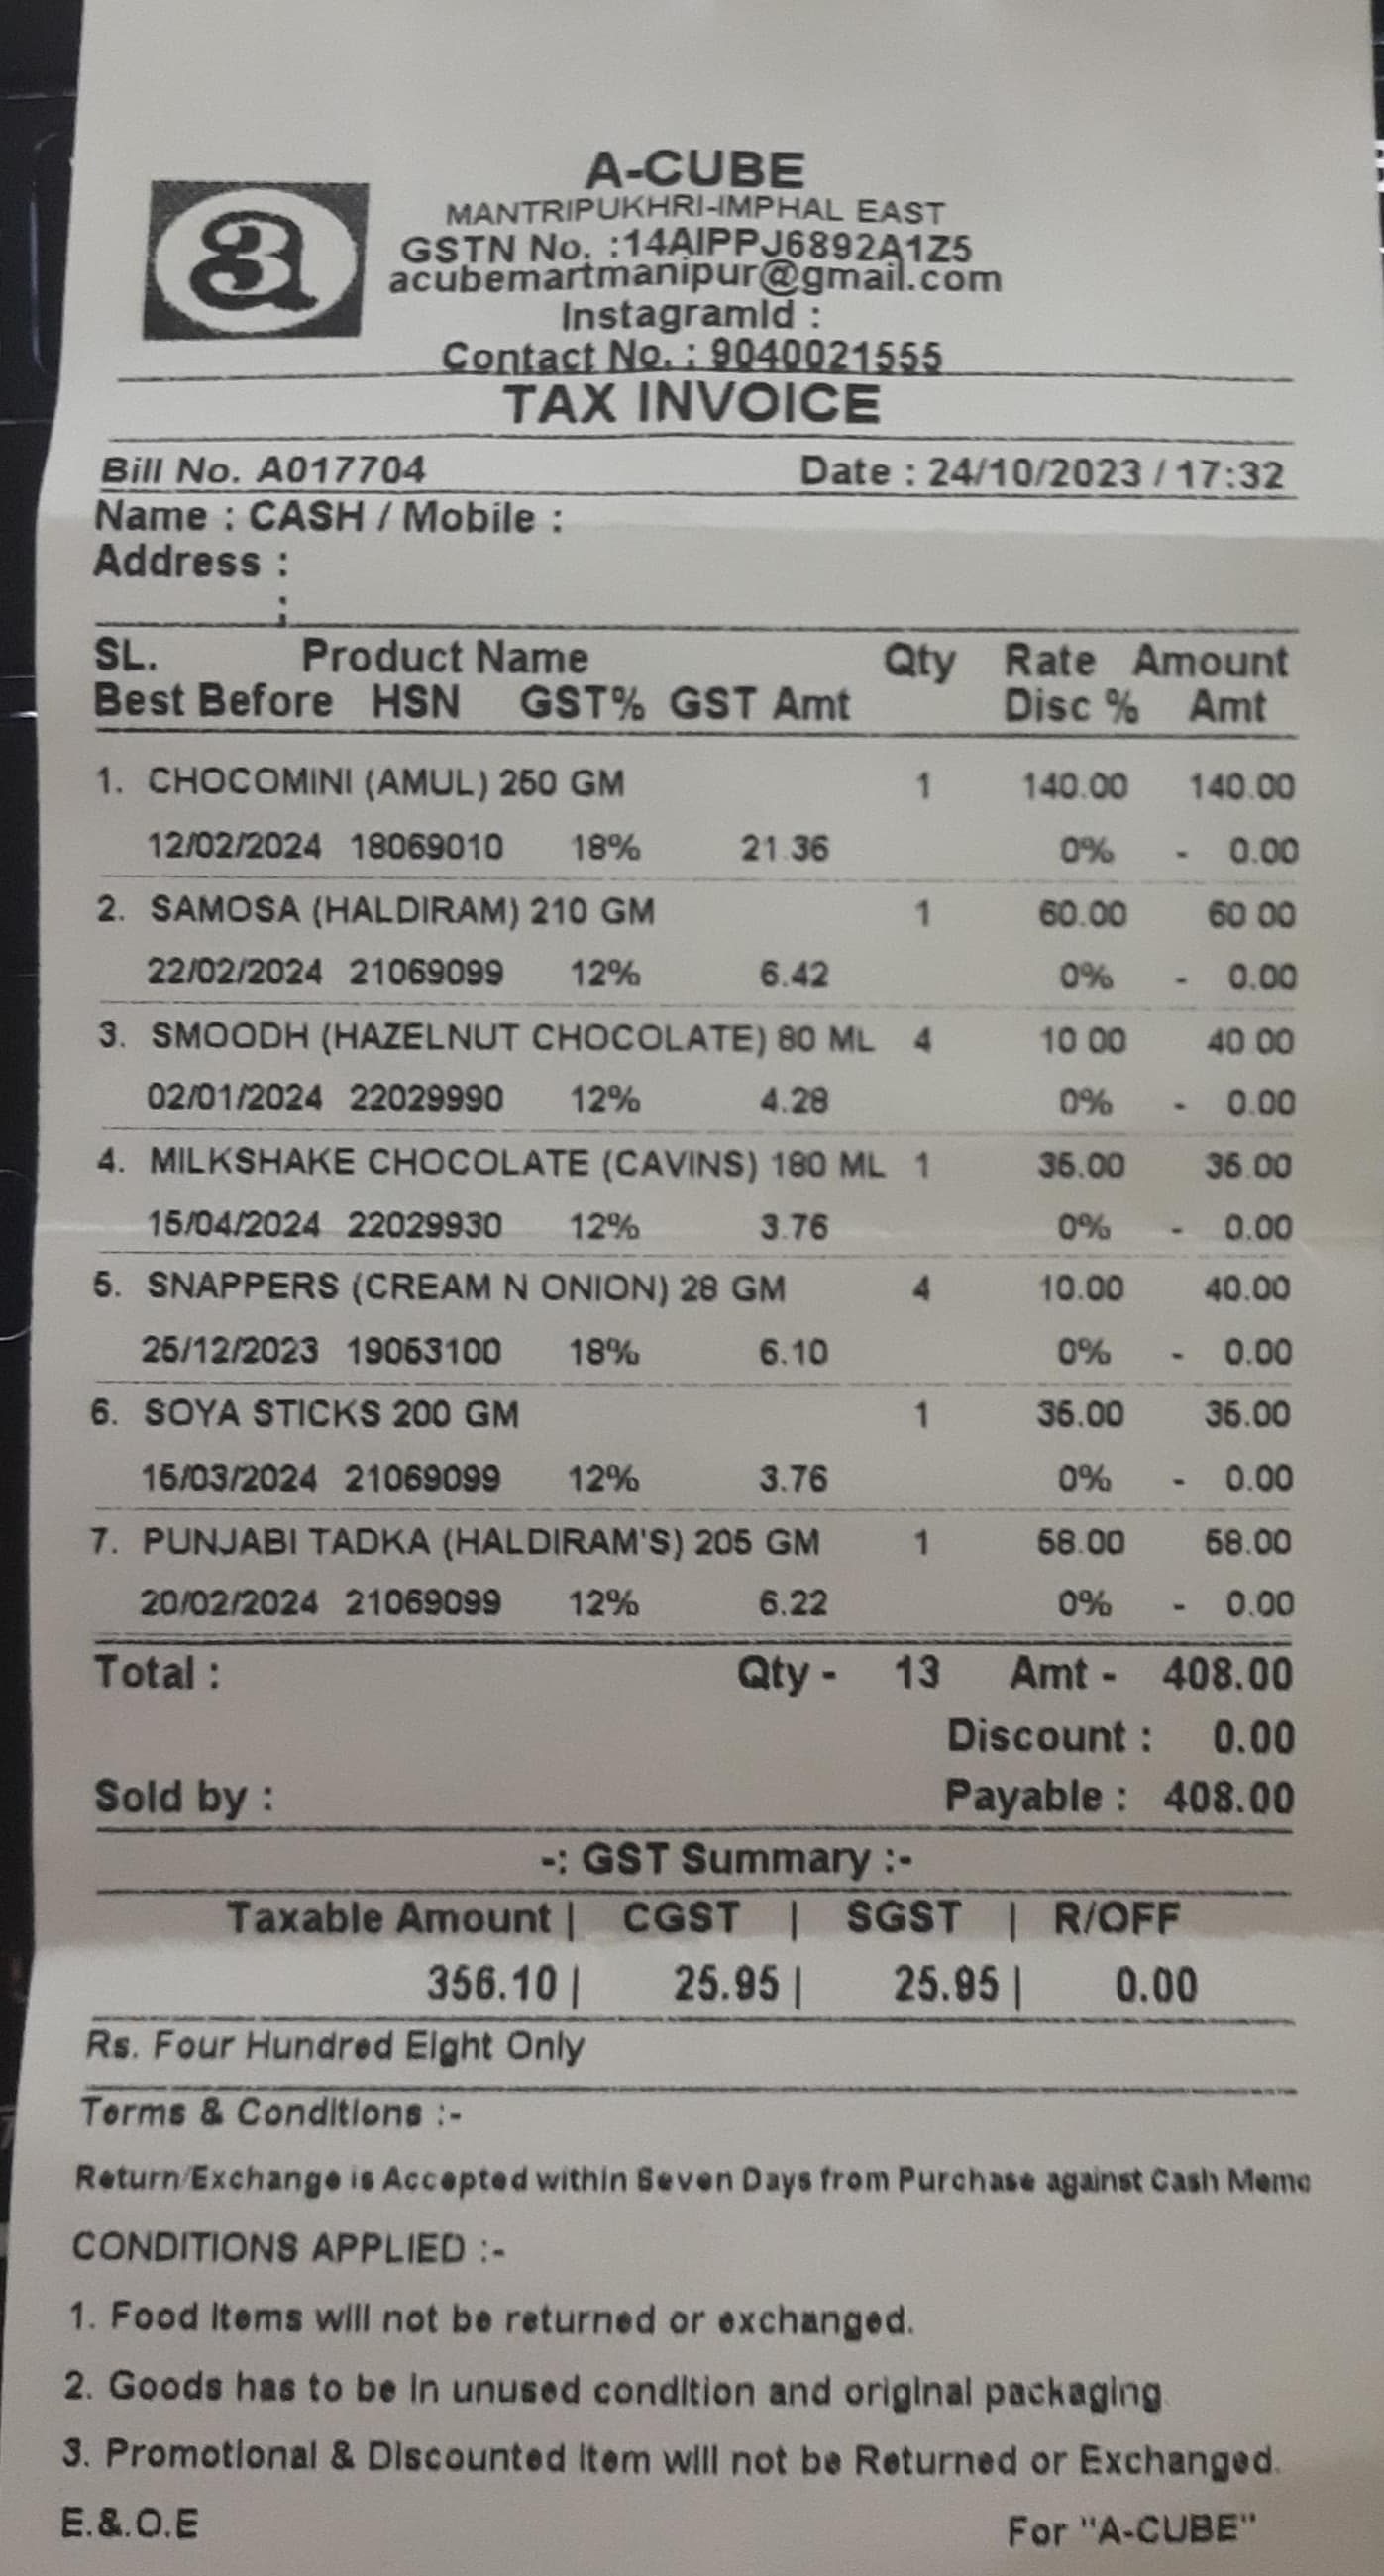 A-CUBE
MANTRIPUKHRI-IMPHAL EAST
GSTN No. :14AIPPJ6892A1Z5
acubemartmanipur@gmail.com
InstagramId :
Contact No. : 9040021555
TAX INVOICE
Bill No. A017704 Date : 24/10/2023 / 17:32
Name : CASH / Mobile :
Address :
:
SL. Product Name Qty Rate Amount
Best Before HSN GST% GST Amt Disc % Amt
1. CHOCOMINI (AMUL) 250 GM 1 140.00 140.00
12/02/2024 18069010 18% 21.36 0% - 0.00
2. SAMOSA (HALDIRAM) 210 GM 1 60.00 60.00
22/02/2024 21069099 12% 6.42 0% - 0.00
3. SMOODH (HAZELNUT CHOCOLATE) 80 ML 4 10.00 40.00
02/01/2024 22029990 12% 4.28 0% - 0.00
4. MILKSHAKE CHOCOLATE (CAVINS) 180 ML 1 35.00 35.00
15/04/2024 22029930 12% 3.76 0% - 0.00
5. SNAPPERS (CREAM N ONION) 28 GM 4 10.00 40.00
25/12/2023 19053100 18% 6.10 0% - 0.00
6. SOYA STICKS 200 GM 1 35.00 35.00
15/03/2024 21069099 12% 3.76 0% - 0.00
7. PUNJABI TADKA (HALDIRAM'S) 205 GM 1 58.00 58.00
20/02/2024 21069099 12% 6.22 0% - 0.00
Total : Qty - 13 Amt - 408.00
Discount : 0.00
Sold by : Payable : 408.00
-: GST Summary :-
Taxable Amount | CGST | SGST | R/OFF
356.10 | 25.95 | 25.95 | 0.00
Rs. Four Hundred Eight Only
Terms & Conditions :-
Return/Exchange is Accepted within Seven Days from Purchase against Cash Memo
CONDITIONS APPLIED :-
1. Food Items will not be returned or exchanged.
2. Goods has to be in unused condition and original packaging
3. Promotional & Discounted Item will not be Returned or Exchanged.
E.&.O.E For "A-CUBE"